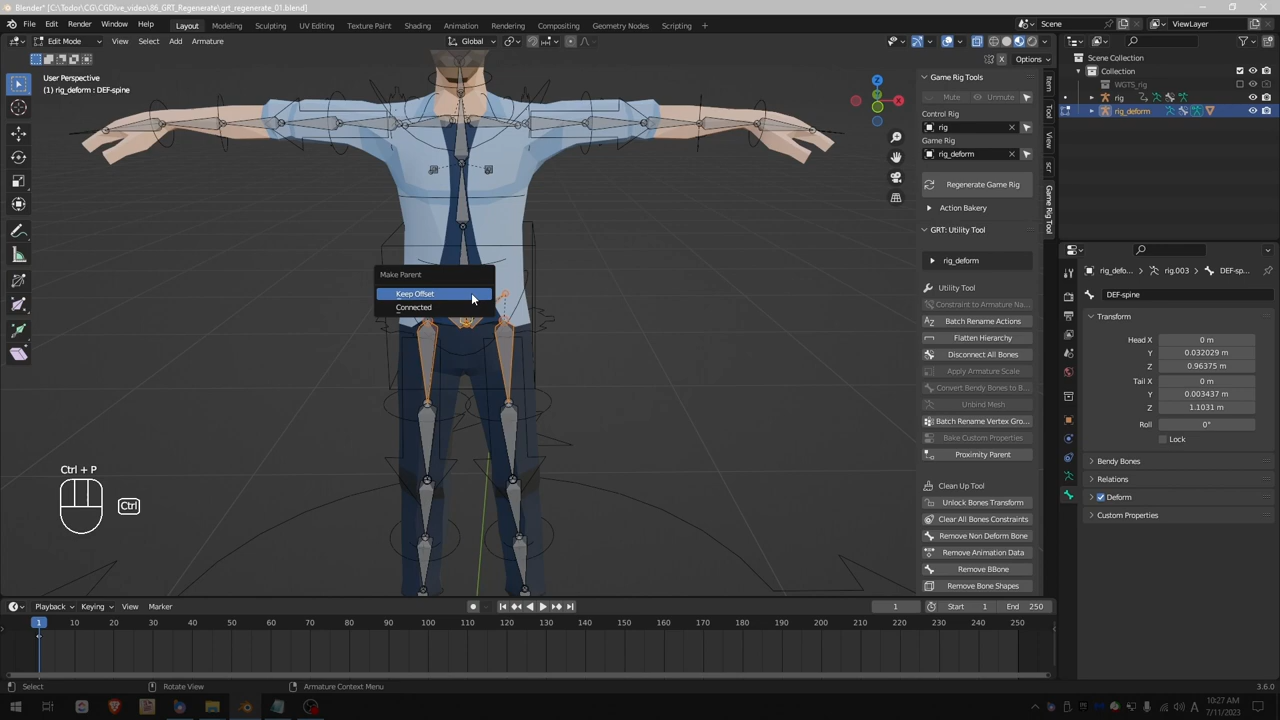 Blender* [G:\Todor\CG\CGDive_video\86_GRT_Regenerate\grt_regenerate_01.blend]
File Edit Render Window Help Layout Modeling Sculpting UV Editing Texture Paint Shading Animation Rendering Compositing Geometry Nodes Scripting + Scene ViewLayer
Edit Mode View Select Add Armature Global
Options
User Perspective
(1) rig_deform : DEF-spine
X
Z
Game Rig Tools
Mute Unmute
Control Rig
rig
Game Rig
rig_deform
Regenerate Game Rig
Action Bakery
GRT: Utility Tool
rig_deform
Utility Tool
Constraint to Armature Na...
Batch Rename Actions
Flatten Hierarchy
Disconnect All Bones
Apply Armature Scale
Convert Bendy Bones to B...
Unbind Mesh
Batch Rename Vertex Gro...
Bake Custom Properties
Proximity Parent
Clean Up Tool
Unlock Bones Transform
Clear All Bones Constraints
Remove Non Deform Bone
Remove Animation Data
Remove BBone
Remove Bone Shapes
Item
Tool
View
scr
Game Rig Tool
Make Parent
Keep Offset
Connected
Ctrl + P
Ctrl
Scene Collection
Collection
WGTS_rig
rig
rig_deform
rig_defo... rig.003 DEF-sp...
DEF-spine
Transform
Head X 0 m
Y 0.032029 m
Z 0.96375 m
Tail X 0 m
Y 0.003437 m
Z 1.1031 m
Roll 0°
Lock
Bendy Bones
Relations
Deform
Custom Properties
Playback Keying View Marker 1 Start 1 End 250
1 10 20 30 40 50 60 70 80 90 100 110 120 130 140 150 160 170 180 190 200 210 220 230 240 250
Select Rotate View Armature Context Menu 3.6.0
10:27 AM
7/11/2023